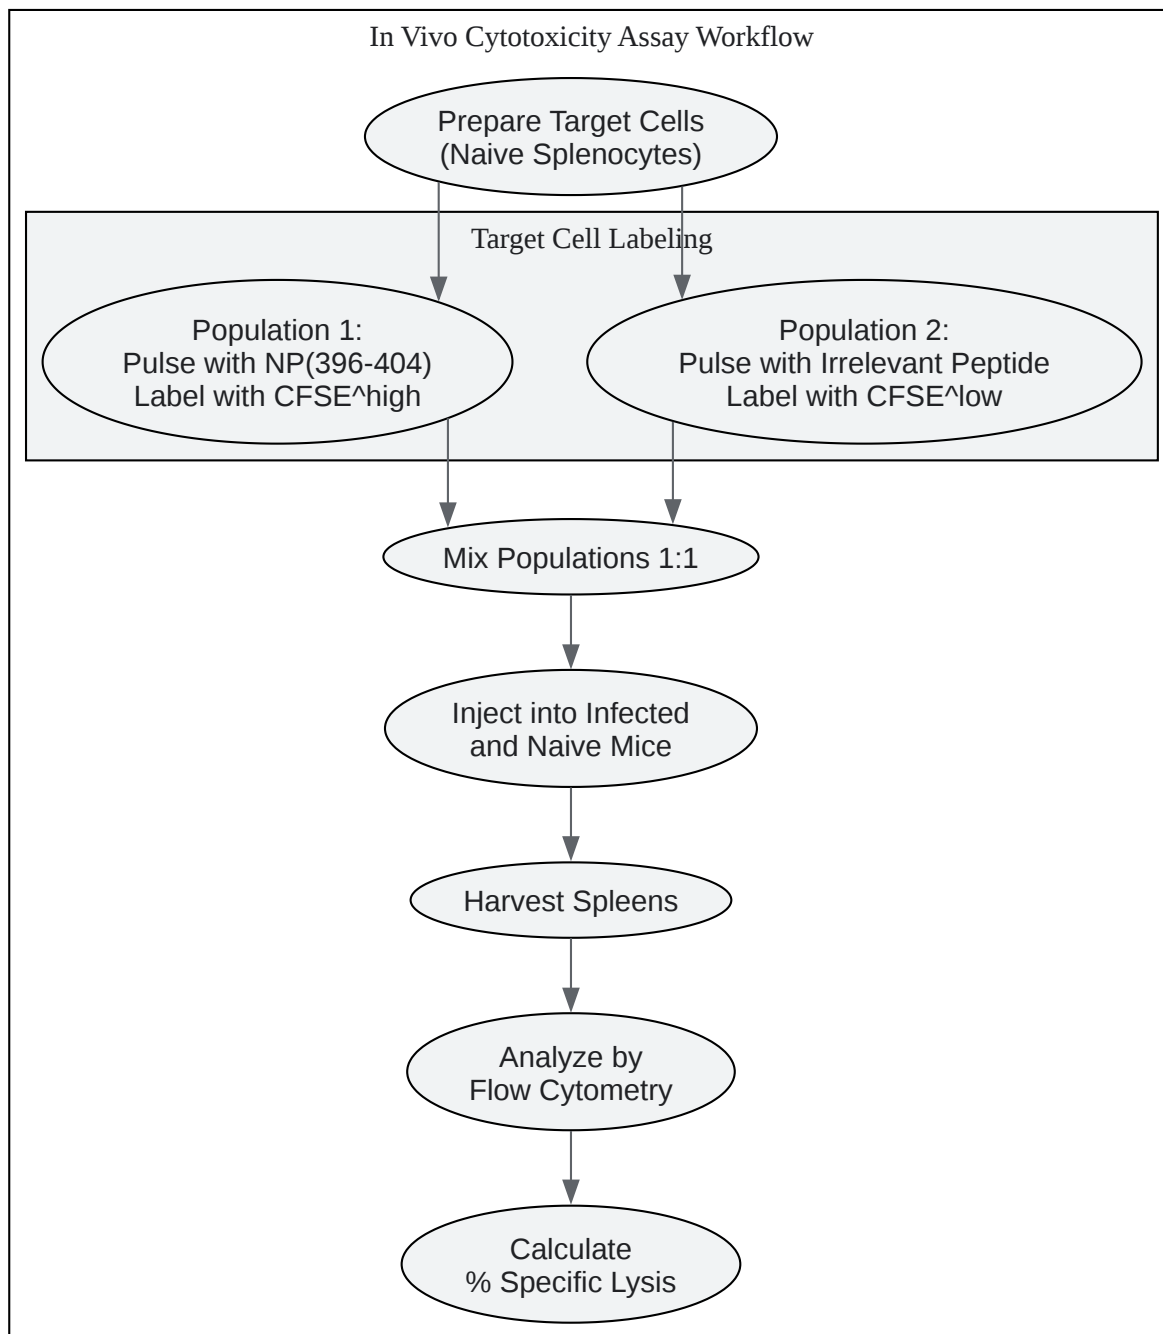 In Vivo Cytotoxicity Assay Workflow
Prepare Target Cells
(Naive Splenocytes)
Target Cell Labeling
Population 1:
Pulse with NP(396-404)
Label with CFSE^high
Population 2:
Pulse with Irrelevant Peptide
Label with CFSE^low
Mix Populations 1:1
Inject into Infected
and Naive Mice
Harvest Spleens
Analyze by
Flow Cytometry
Calculate
% Specific Lysis